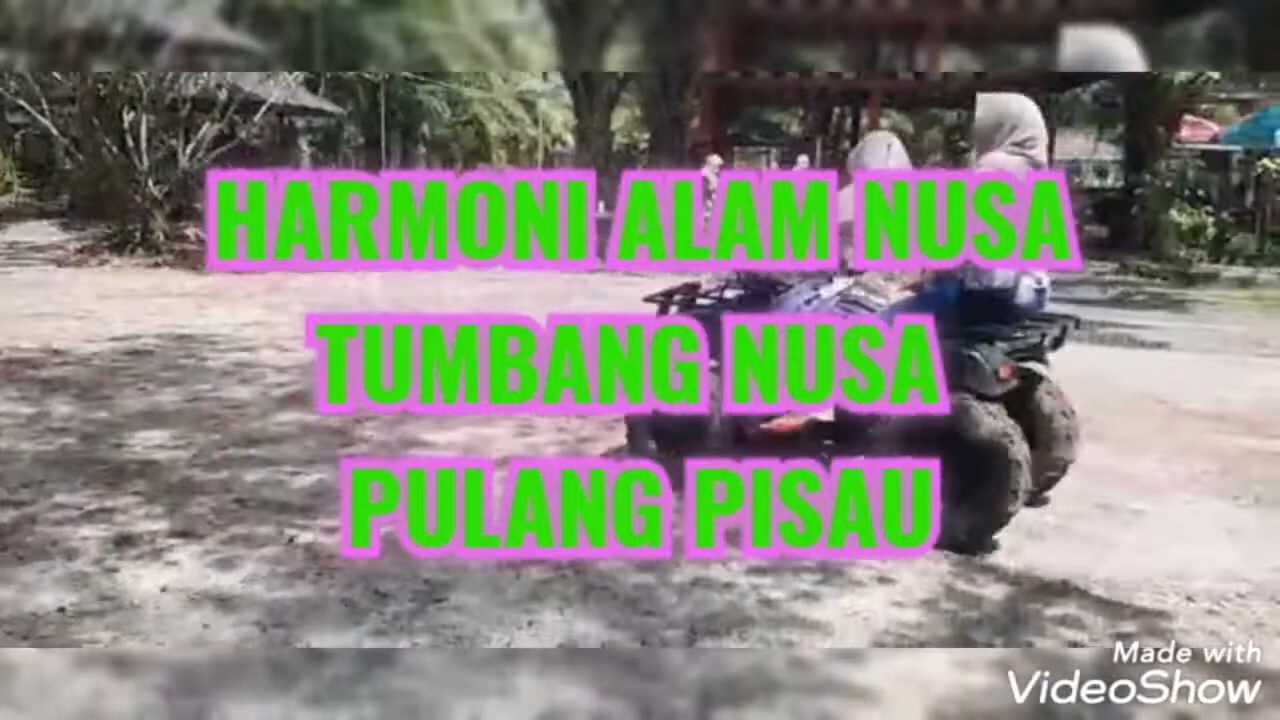 HARMONI ALAM NUSA
TUMBANG NUSA
PULANG PISAU
Made with
VideoShow